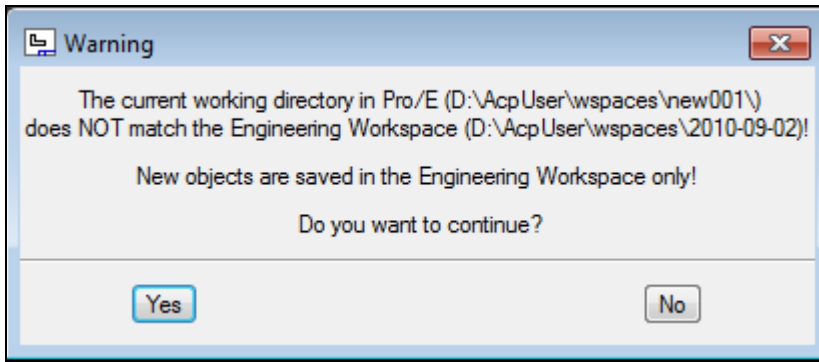 Warning
The current working directory in Pro/E (D:\AcpUser\wspaces\new001\)
does NOT match the Engineering Workspace (D:\AcpUser\wspaces\2010-09-02)!
New objects are saved in the Engineering Workspace only!
Do you want to continue?
Yes
No